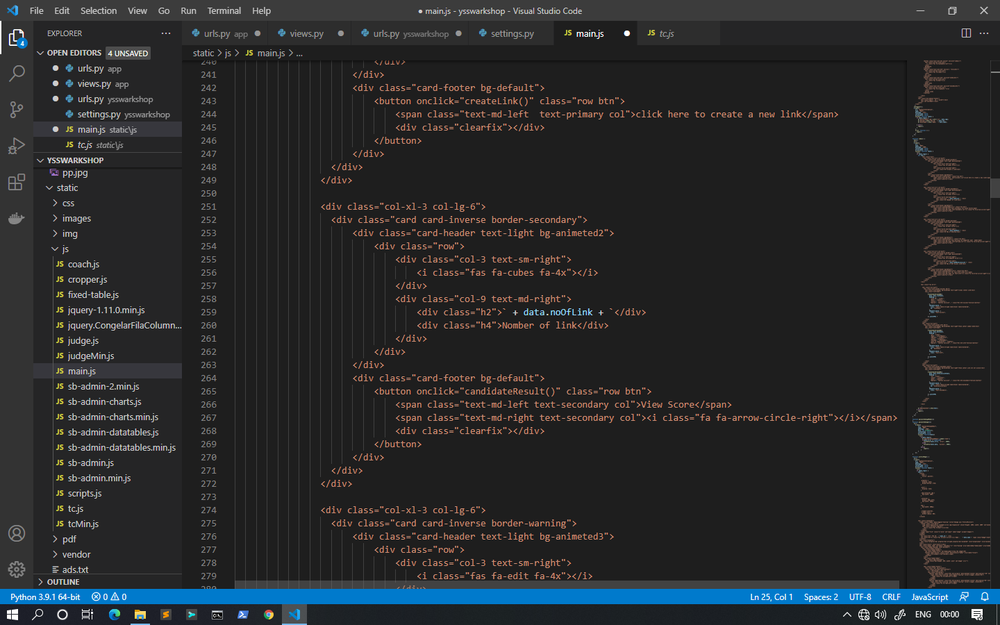 File Edit Selection View Go Run Terminal Help
● main.js - ysswarkshop - Visual Studio Code
EXPLORER
OPEN EDITORS 4 UNSAVED
urls.py app
views.py app
urls.py ysswarkshop
settings.py ysswarkshop
JS main.js static\js
JS tc.js static\js
YSSWARKSHOP
pp.jpg
static
css
images
img
js
JS coach.js
JS cropper.js
JS fixed-table.js
JS jquery-1.11.0.min.js
JS jquery.CongelarFilaColumn...
JS judge.js
JS judgeMin.js
JS main.js
JS sb-admin-2.min.js
JS sb-admin-charts.js
JS sb-admin-charts.min.js
JS sb-admin-datatables.js
JS sb-admin-datatables.min.js
JS sb-admin.js
JS sb-admin.min.js
JS scripts.js
JS tc.js
JS tcMin.js
pdf
vendor
ads.txt
OUTLINE
4
urls.py app ● views.py ● urls.py ysswarkshop ● settings.py JS main.js ● JS tc.js
static > js > JS main.js > ...
240 </div>
241 </div>
242 <div class="card-footer bg-default">
243 <button onclick="createLink()" class="row btn">
244 <span class="text-md-left  text-primary col">click here to create a new link</span>
245 <div class="clearfix"></div>
246 </button>
247 </div>
248 </div>
249 </div>
250
251 <div class="col-xl-3 col-lg-6">
252 <div class="card card-inverse border-secondary">
253 <div class="card-header text-light bg-animeted2">
254 <div class="row">
255 <div class="col-3 text-sm-right">
256 <i class="fas fa-cubes fa-4x"></i>
257 </div>
258 <div class="col-9 text-md-right">
259 <div class="h2">` + data.noOfLink + `</div>
260 <div class="h4">Nomber of link</div>
261 </div>
262 </div>
263 </div>
264 <div class="card-footer bg-default">
265 <button onclick="candidateResult()" class="row btn">
266 <span class="text-md-left text-secondary col">View Score</span>
267 <span class="text-md-right text-secondary col"><i class="fa fa-arrow-circle-right"></i></span>
268 <div class="clearfix"></div>
269 </button>
270 </div>
271 </div>
272 </div>
273
274 <div class="col-xl-3 col-lg-6">
275 <div class="card card-inverse border-warning">
276 <div class="card-header text-light bg-animeted3">
277 <div class="row">
278 <div class="col-3 text-sm-right">
279 <i class="fas fa-edit fa-4x"></i>
280 </div>
Python 3.9.1 64-bit 0 0 Ln 25, Col 1 Spaces: 2 UTF-8 CRLF JavaScript
ENG 00:00